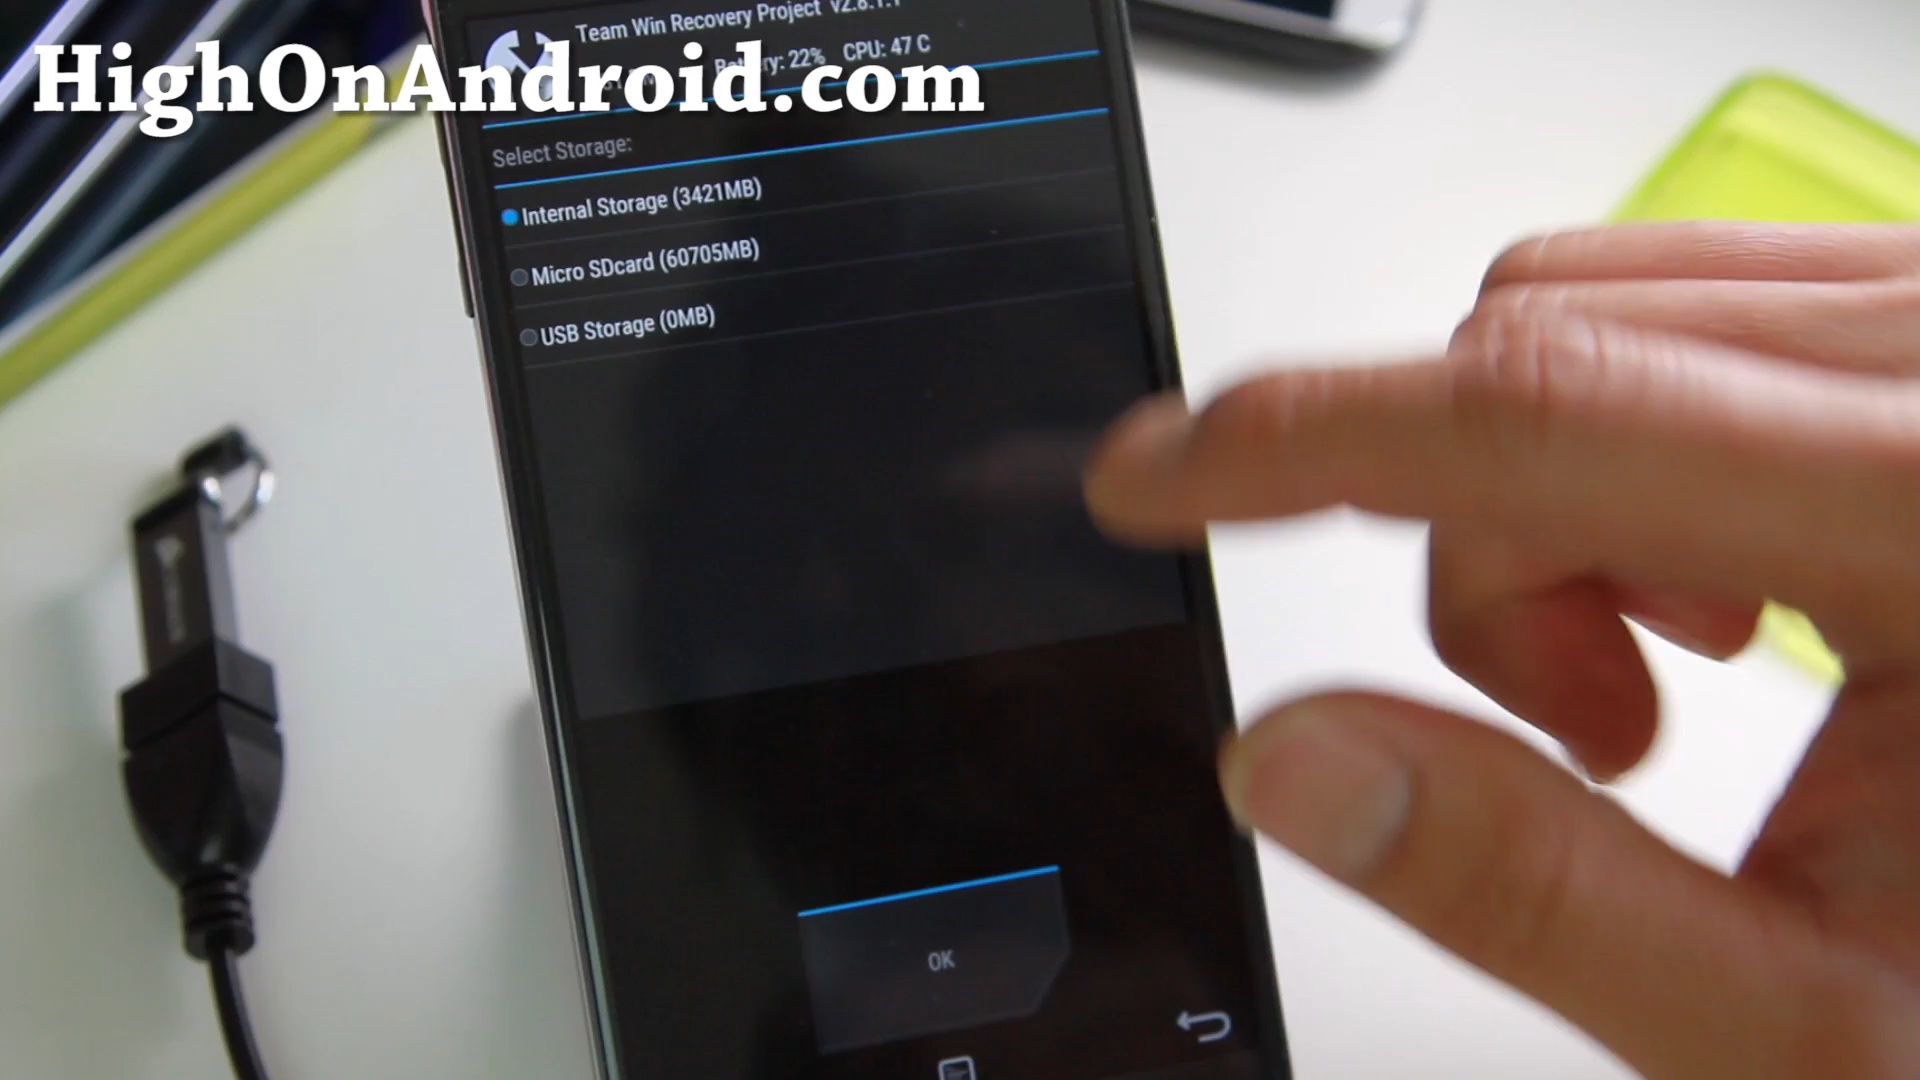 Team Win Recovery Project
HighOnAndroid.com
22% CPU: 47 C
Select Storage:
Internal Storage (3421MB)
Micro SDcard (60705MB)
USB Storage (0MB)
OK